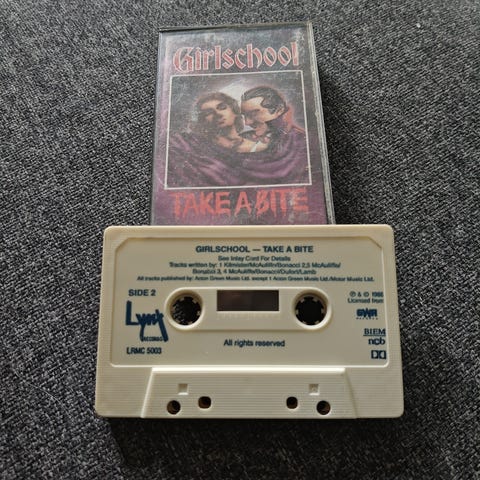 Girlschool
TAKE A BITE
GIRLSCHOOL — TAKE A BITE
See Inlay Card For Details
Tracks written by: 1 Kilmister/McAuliffe/Bonacci 2,5 McAuliffe/
Bonacci 3, 4 McAuliffe/Bonacci/Dufort/Lamb
All tracks published by: Acton Green Music Ltd. except 1 Acton Green Music Ltd./Motor Music Ltd.
SIDE 2
℗ & © 1988
Licensed from
GWR
RECORDS
BIEM
ncb
RECORDS
LRMC 5003
All rights reserved